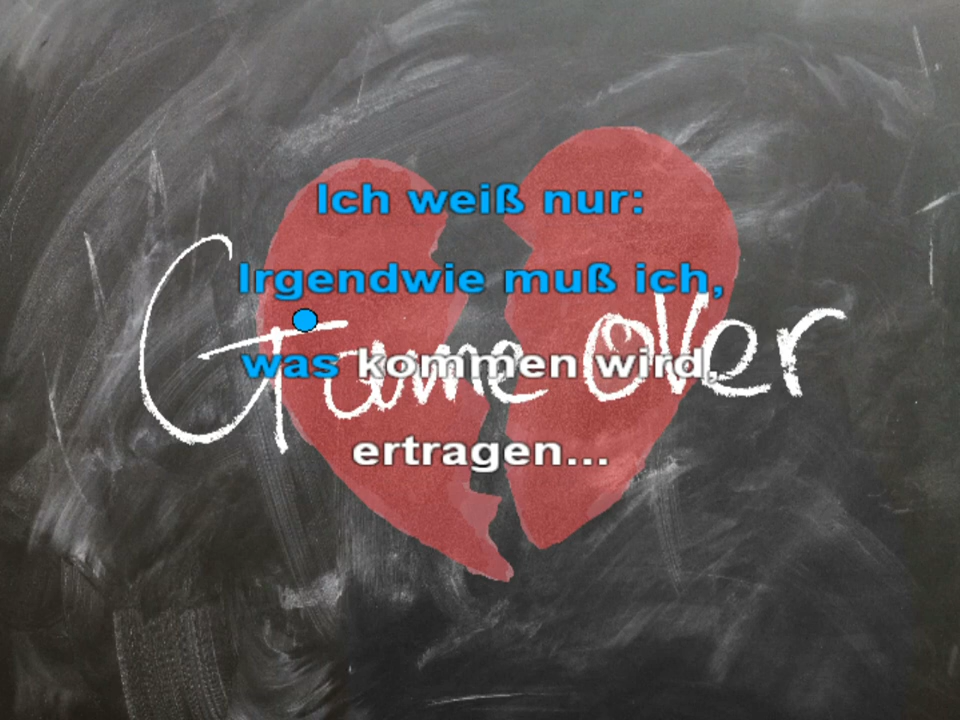 Ich weiß nur:
Irgendwie muß ich,
Game over
was kommen wird,
ertragen...